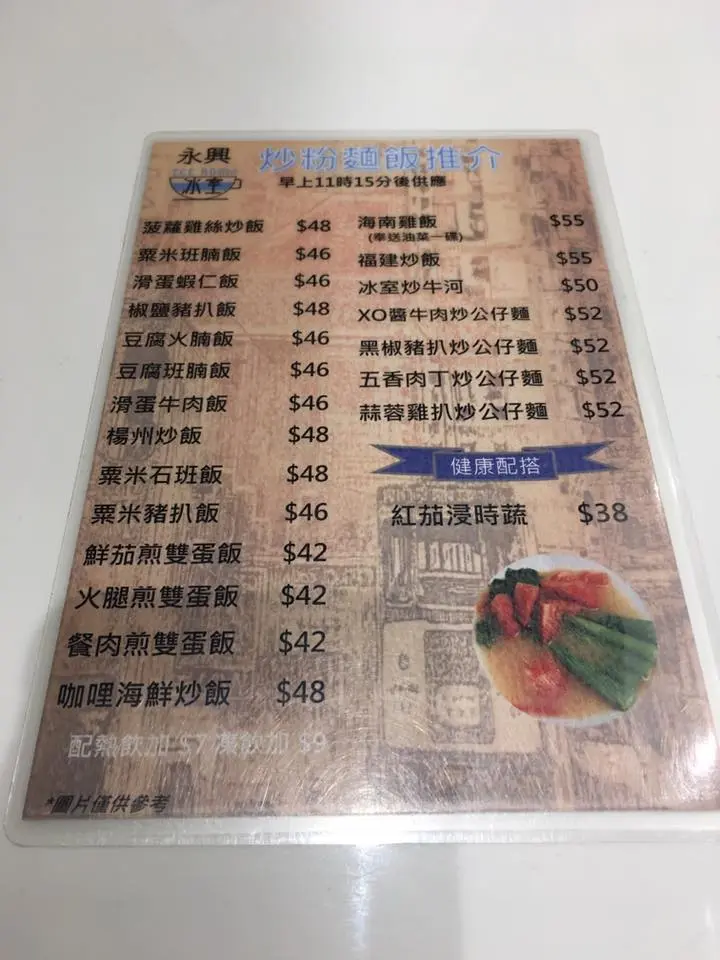 永興
冰室
炒粉麵飯推介
早上11時15分後供應
菠蘿雞絲炒飯 $48
粟米班腩飯 $46
滑蛋蝦仁飯 $46
椒鹽豬扒飯 $48
豆腐火腩飯 $46
豆腐班腩飯 $46
滑蛋牛肉飯 $46
楊州炒飯 $48
粟米石班飯 $48
粟米豬扒飯 $46
鮮茄煎雙蛋飯 $42
火腿煎雙蛋飯 $42
餐肉煎雙蛋飯 $42
咖哩海鮮炒飯 $48
配熱飲加 $7 凍飲加 $9
*圖片僅供參考
海南雞飯 $55
(奉送油菜一碟)
福建炒飯 $55
冰室炒牛河 $50
XO醬牛肉炒公仔麵 $52
黑椒豬扒炒公仔麵 $52
五香肉丁炒公仔麵 $52
蒜蓉雞扒炒公仔麵 $52
健康配搭
紅茄浸時蔬 $38